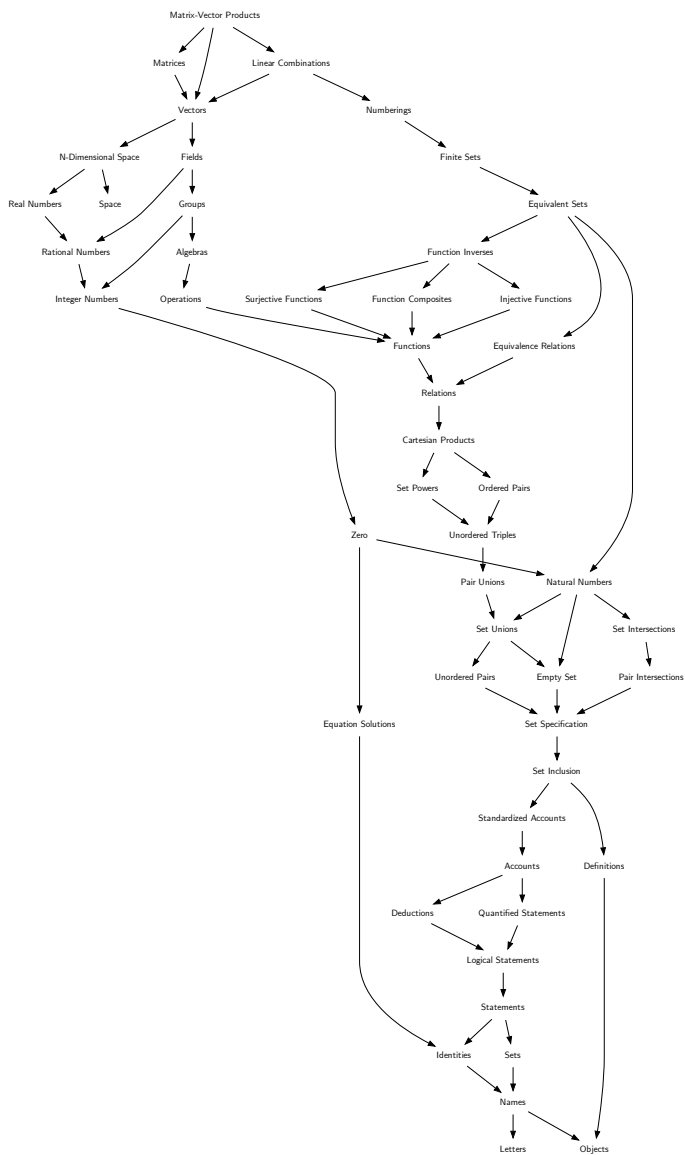 Matrix-Vector Products
Matrices
Linear Combinations
Vectors
Numberings
N-Dimensional Space
Fields
Finite Sets
Real Numbers
Space
Groups
Equivalent Sets
Rational Numbers
Algebras
Function Inverses
Integer Numbers
Operations
Surjective Functions
Function Composites
Injective Functions
Functions
Equivalence Relations
Relations
Cartesian Products
Set Powers
Ordered Pairs
Zero
Unordered Triples
Pair Unions
Natural Numbers
Set Unions
Set Intersections
Unordered Pairs
Empty Set
Pair Intersections
Equation Solutions
Set Specification
Set Inclusion
Standardized Accounts
Accounts
Definitions
Deductions
Quantified Statements
Logical Statements
Statements
Identities
Sets
Names
Letters
Objects